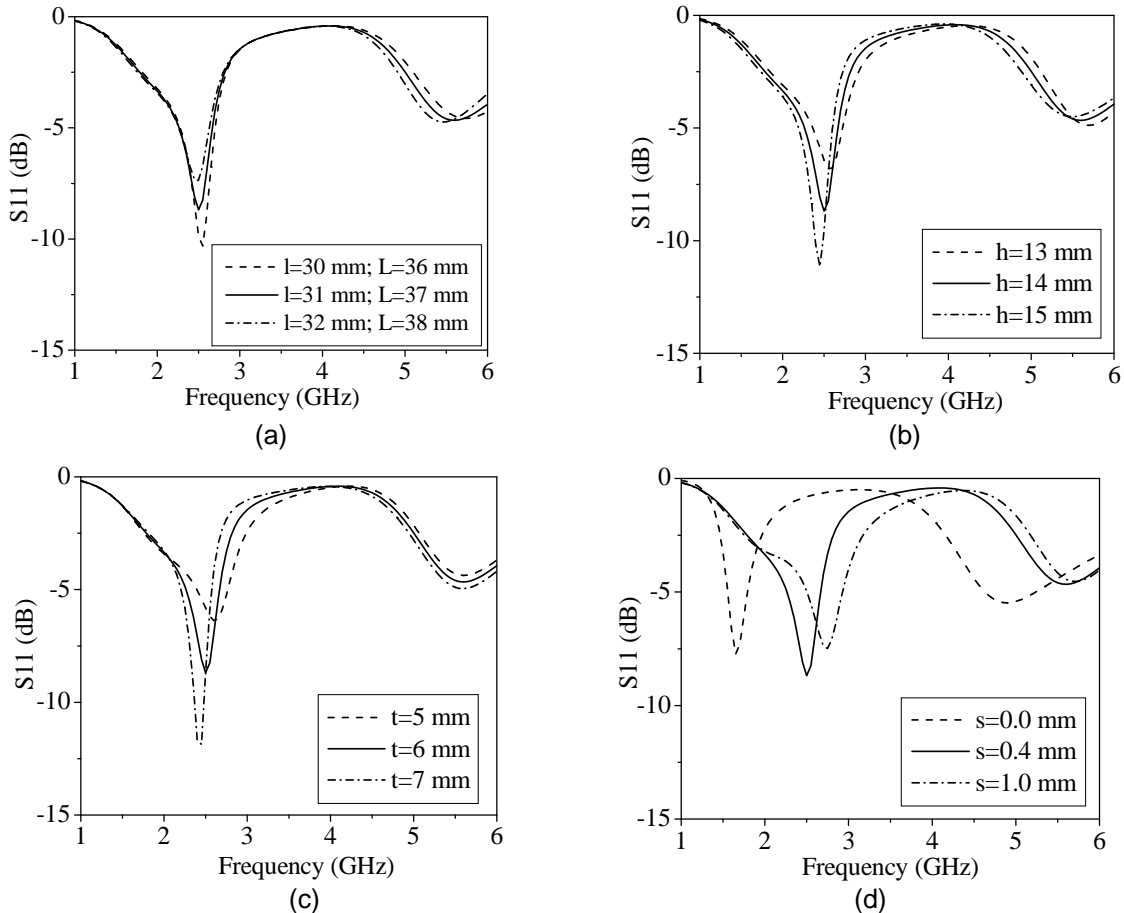 0
-5
-10
-15
S11 (dB)
l=30 mm; L=36 mm
l=31 mm; L=37 mm
l=32 mm; L=38 mm
1 2 3 4 5 6
Frequency (GHz)
(a)
0
-5
-10
-15
S11 (dB)
h=13 mm
h=14 mm
h=15 mm
1 2 3 4 5 6
Frequency (GHz)
(b)
0
-5
-10
-15
S11 (dB)
t=5 mm
t=6 mm
t=7 mm
1 2 3 4 5 6
Frequency (GHz)
(c)
0
-5
-10
-15
S11 (dB)
s=0.0 mm
s=0.4 mm
s=1.0 mm
1 2 3 4 5 6
Frequency (GHz)
(d)